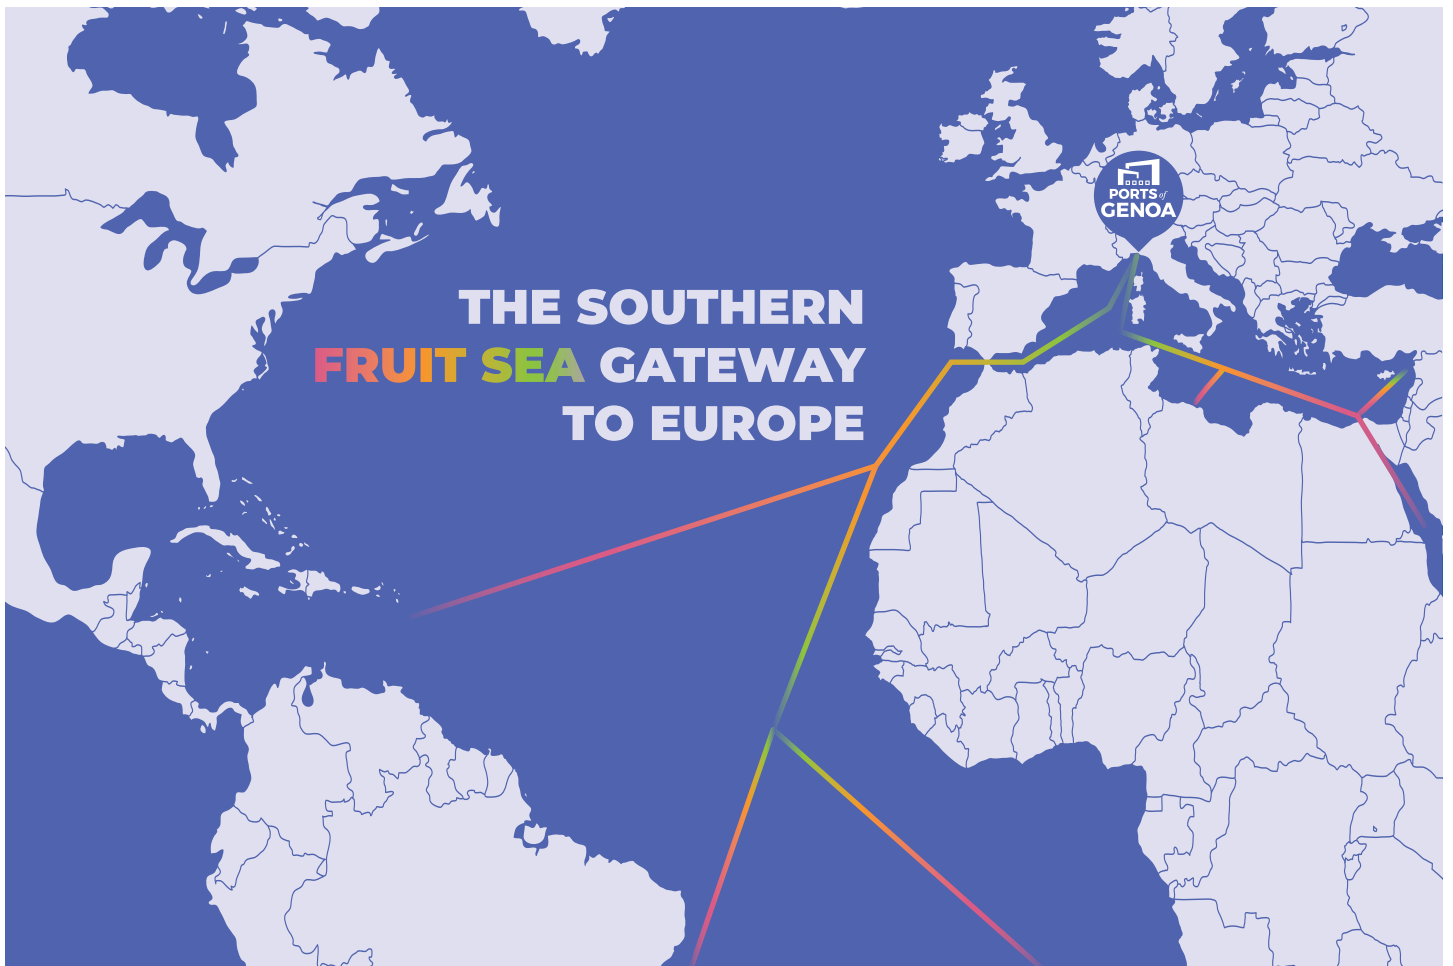 PORTS of
GENOA
THE SOUTHERN
FRUIT SEA GATEWAY
TO EUROPE